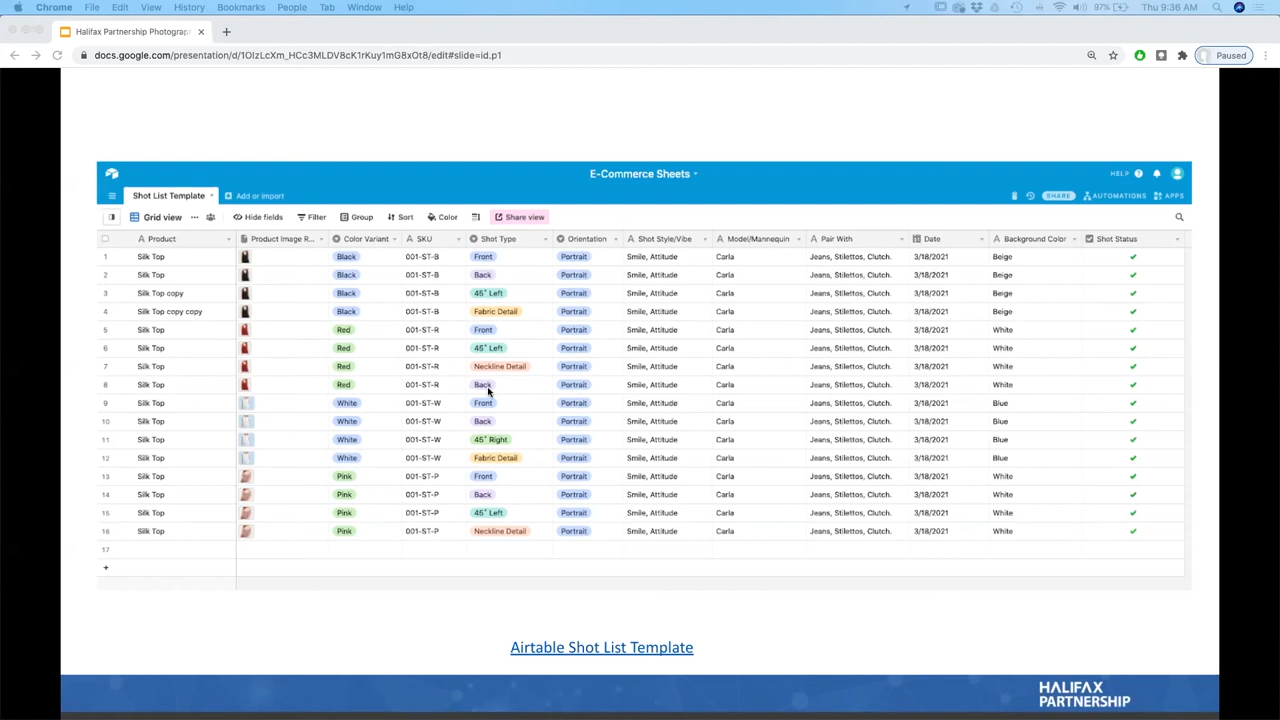 Chrome File Edit View History Bookmarks People Tab Window Help 97% Thu 9:36 AM
Halifax Partnership Photograp
docs.google.com/presentation/d/1OIzLcXm_HCc3MLDV8cK1rKuy1mG8xOt8/edit#slide=id.p1 Paused
E-Commerce Sheets HELP
Shot List Template Add or import SHARE AUTOMATIONS APPS
Grid view Hide fields Filter Group Sort Color Share view
Product Product Image R... Color Variant SKU Shot Type Orientation Shot Style/Vibe Model/Mannequin Pair With Date Background Color Shot Status
1 Silk Top Black 001-ST-B Front Portrait Smile, Attitude Carla Jeans, Stilettos, Clutch. 3/18/2021 Beige
2 Silk Top Black 001-ST-B Back Portrait Smile, Attitude Carla Jeans, Stilettos, Clutch. 3/18/2021 Beige
3 Silk Top copy Black 001-ST-B 45˚ Left Portrait Smile, Attitude Carla Jeans, Stilettos, Clutch. 3/18/2021 Beige
4 Silk Top copy copy Black 001-ST-B Fabric Detail Portrait Smile, Attitude Carla Jeans, Stilettos, Clutch. 3/18/2021 Beige
5 Silk Top Red 001-ST-R Front Portrait Smile, Attitude Carla Jeans, Stilettos, Clutch. 3/18/2021 White
6 Silk Top Red 001-ST-R 45˚ Left Portrait Smile, Attitude Carla Jeans, Stilettos, Clutch. 3/18/2021 White
7 Silk Top Red 001-ST-R Neckline Detail Portrait Smile, Attitude Carla Jeans, Stilettos, Clutch. 3/18/2021 White
8 Silk Top Red 001-ST-R Back Portrait Smile, Attitude Carla Jeans, Stilettos, Clutch. 3/18/2021 White
9 Silk Top White 001-ST-W Front Portrait Smile, Attitude Carla Jeans, Stilettos, Clutch. 3/18/2021 Blue
10 Silk Top White 001-ST-W Back Portrait Smile, Attitude Carla Jeans, Stilettos, Clutch. 3/18/2021 Blue
11 Silk Top White 001-ST-W 45˚ Right Portrait Smile, Attitude Carla Jeans, Stilettos, Clutch. 3/18/2021 Blue
12 Silk Top White 001-ST-W Fabric Detail Portrait Smile, Attitude Carla Jeans, Stilettos, Clutch. 3/18/2021 Blue
13 Silk Top Pink 001-ST-P Front Portrait Smile, Attitude Carla Jeans, Stilettos, Clutch. 3/18/2021 White
14 Silk Top Pink 001-ST-P Back Portrait Smile, Attitude Carla Jeans, Stilettos, Clutch. 3/18/2021 White
15 Silk Top Pink 001-ST-P 45˚ Left Portrait Smile, Attitude Carla Jeans, Stilettos, Clutch. 3/18/2021 White
16 Silk Top Pink 001-ST-P Neckline Detail Portrait Smile, Attitude Carla Jeans, Stilettos, Clutch. 3/18/2021 White
17
Airtable Shot List Template
HALIFAX
PARTNERSHIP